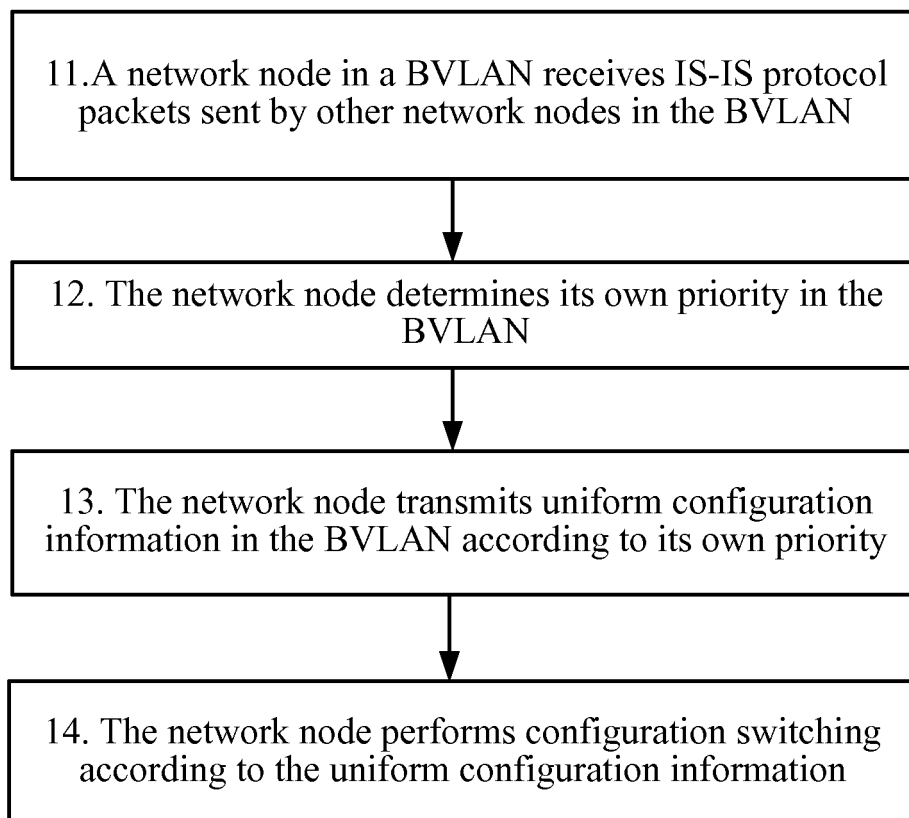 11.A network node in a BVLAN receives IS-IS protocol
packets sent by other network nodes in the BVLAN
12. The network node determines its own priority in the
BVLAN
13. The network node transmits uniform configuration
information in the BVLAN according to its own priority
14. The network node performs configuration switching
according to the uniform configuration information